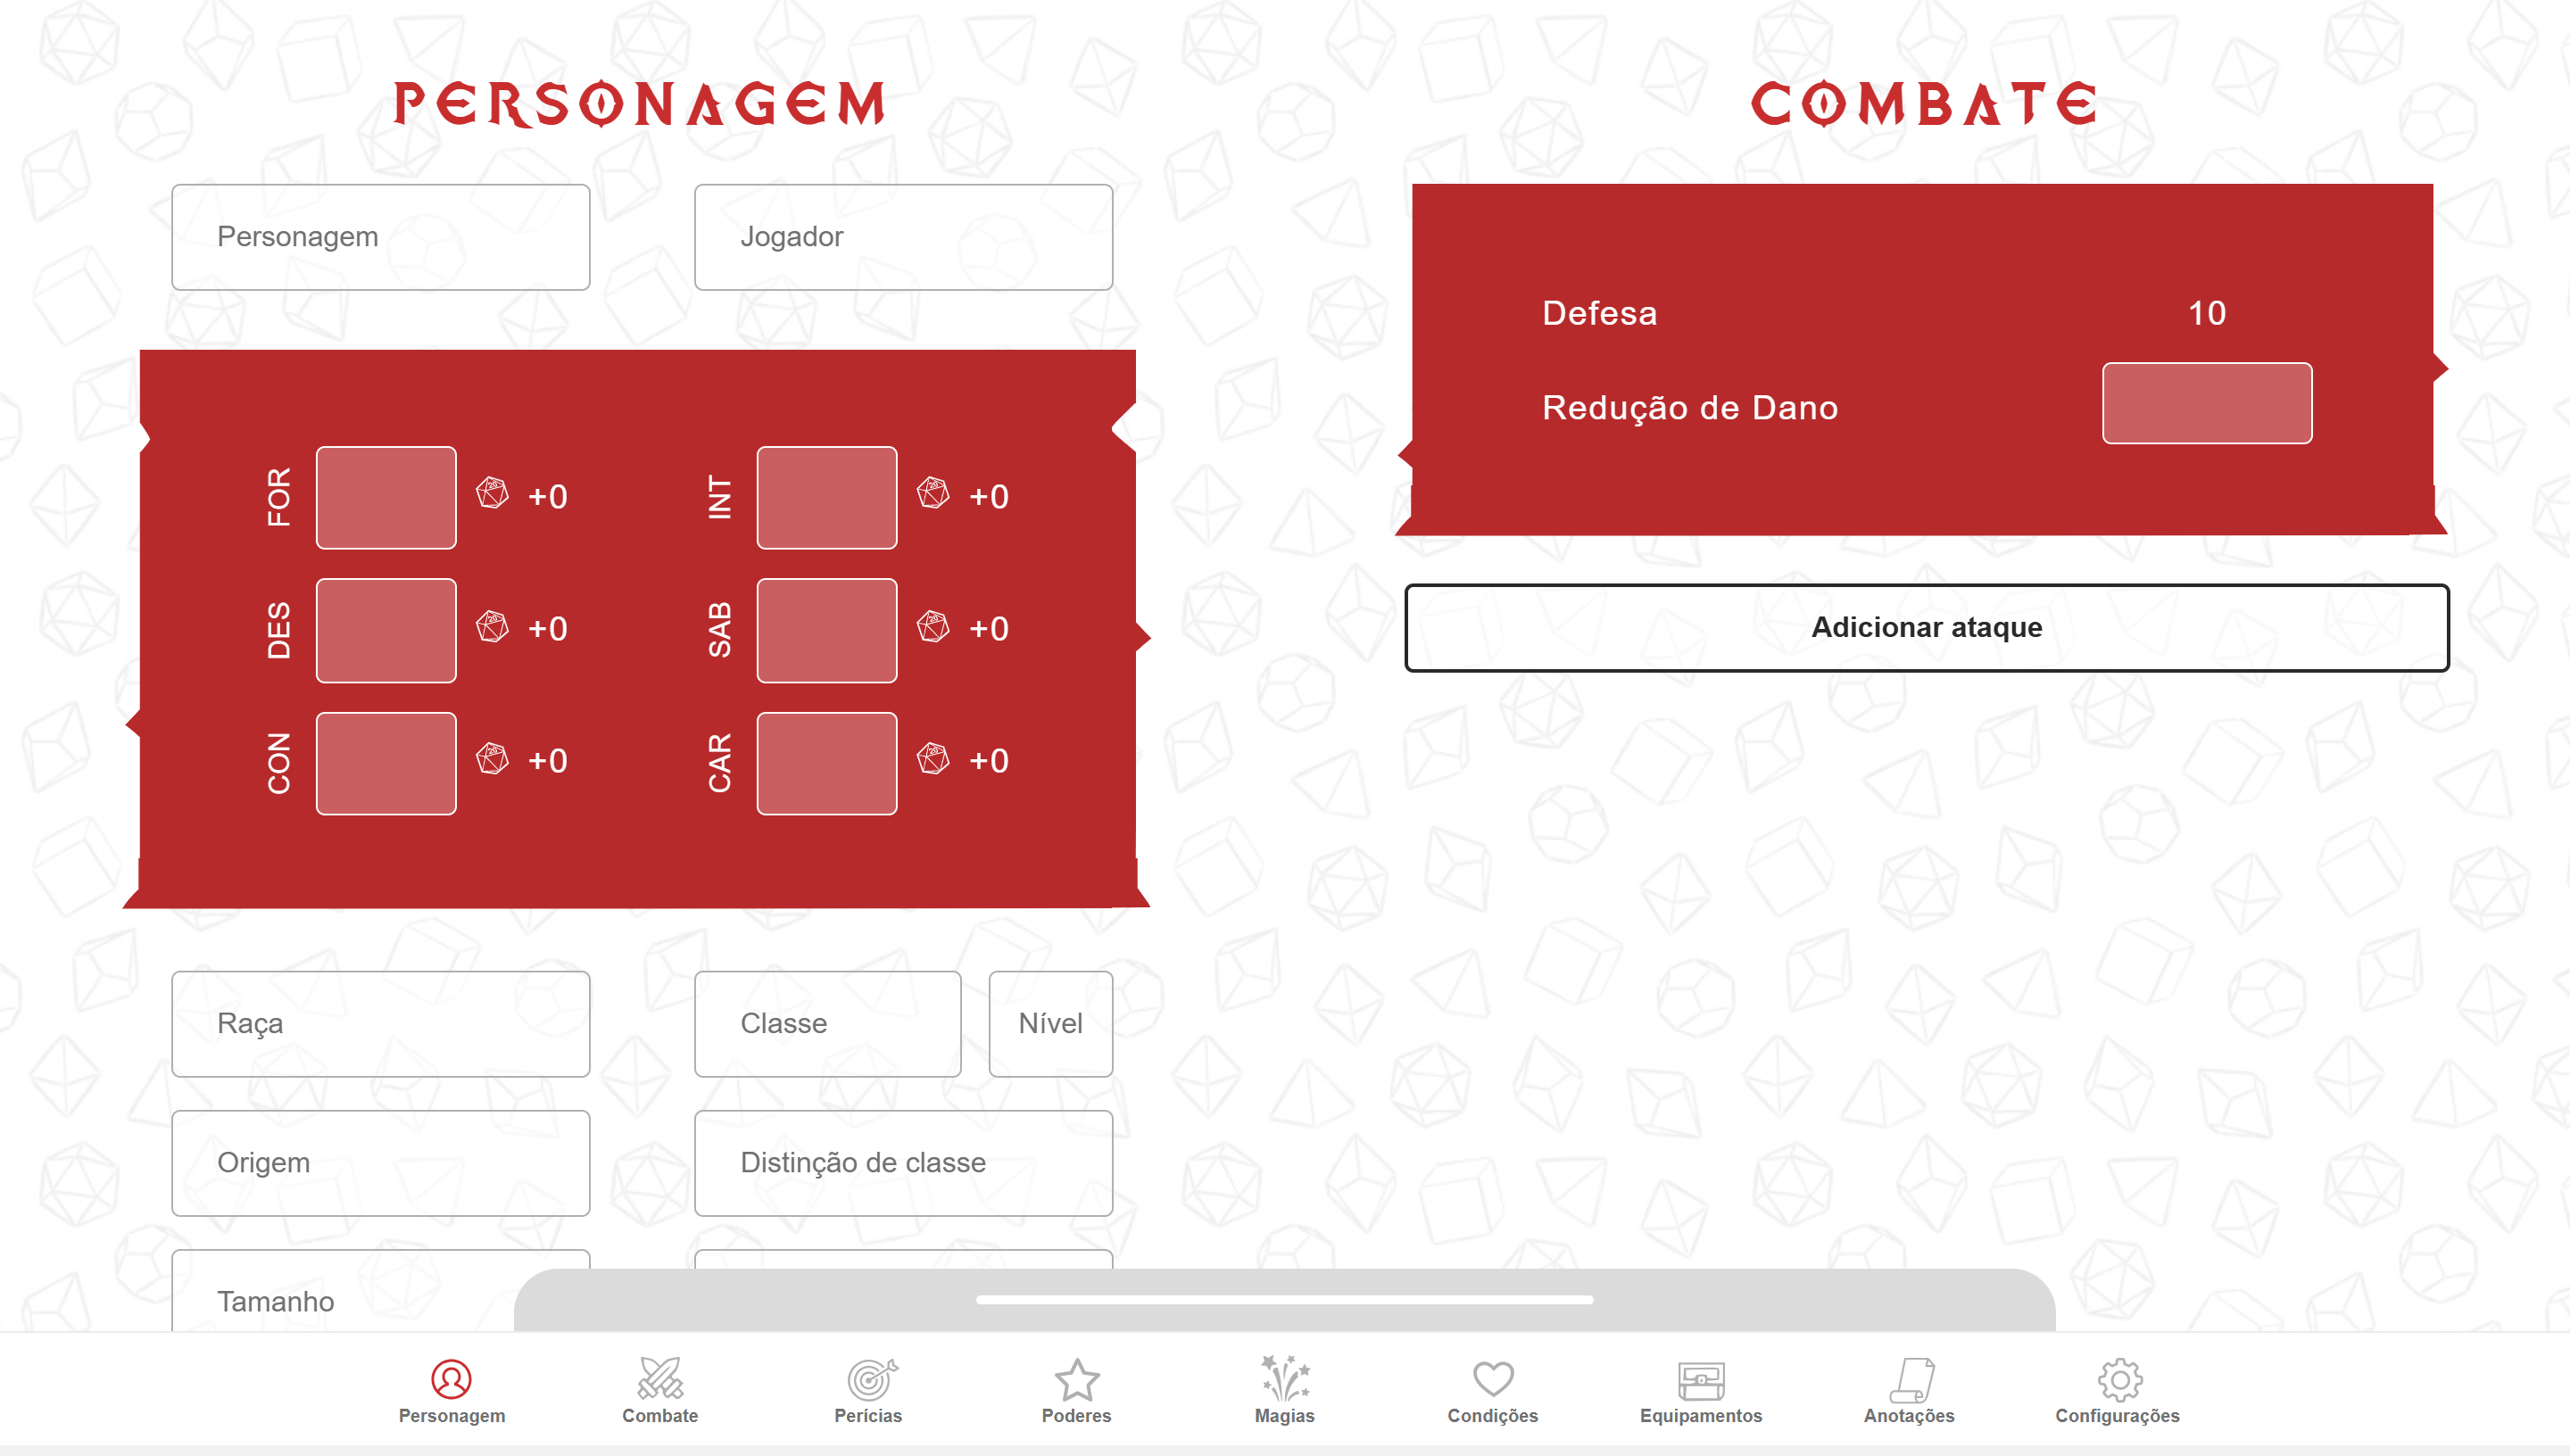 PERSONAGEM
Personagem
Jogador
FOR
+0
INT
+0
DES
+0
SAB
+0
CON
+0
CAR
+0
Raça
Classe
Nível
Origem
Distinção de classe
Tamanho
COMBATE
Defesa
10
Redução de Dano
Adicionar ataque
Personagem
Combate
Perícias
Poderes
Magias
Condições
Equipamentos
Anotações
Configurações